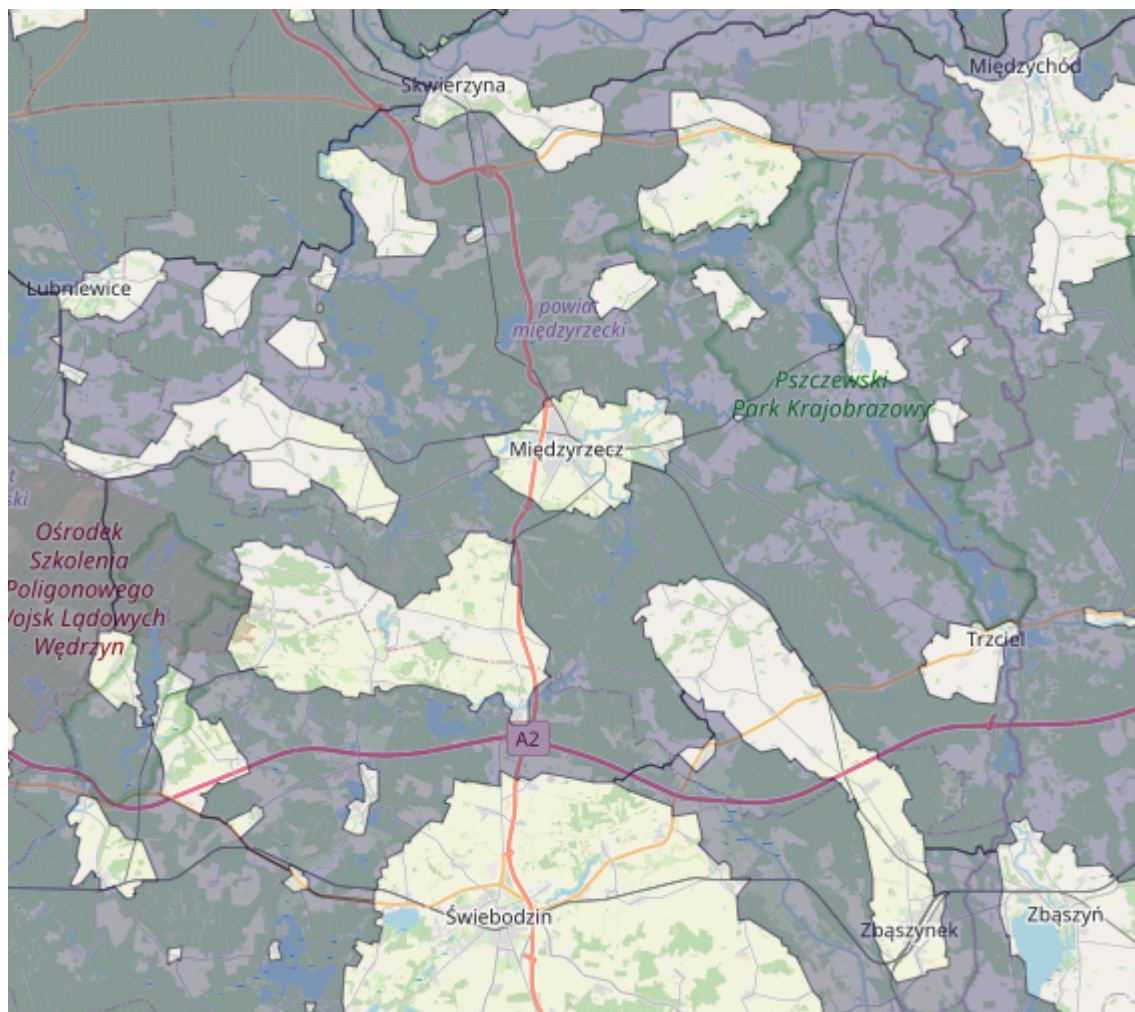 Międzychód
Skwierzyna
Lubniewice
powiat
międzyrzecki
Pszczewski
Park Krajobrazowy
Międzyrzecz
ski
Ośrodek
Szkolenia
Poligonowego
Wojsk Lądowych
Wędrzyn
Trzciel
A2
Świebodzin
Zbąszynek
Zbąszyń